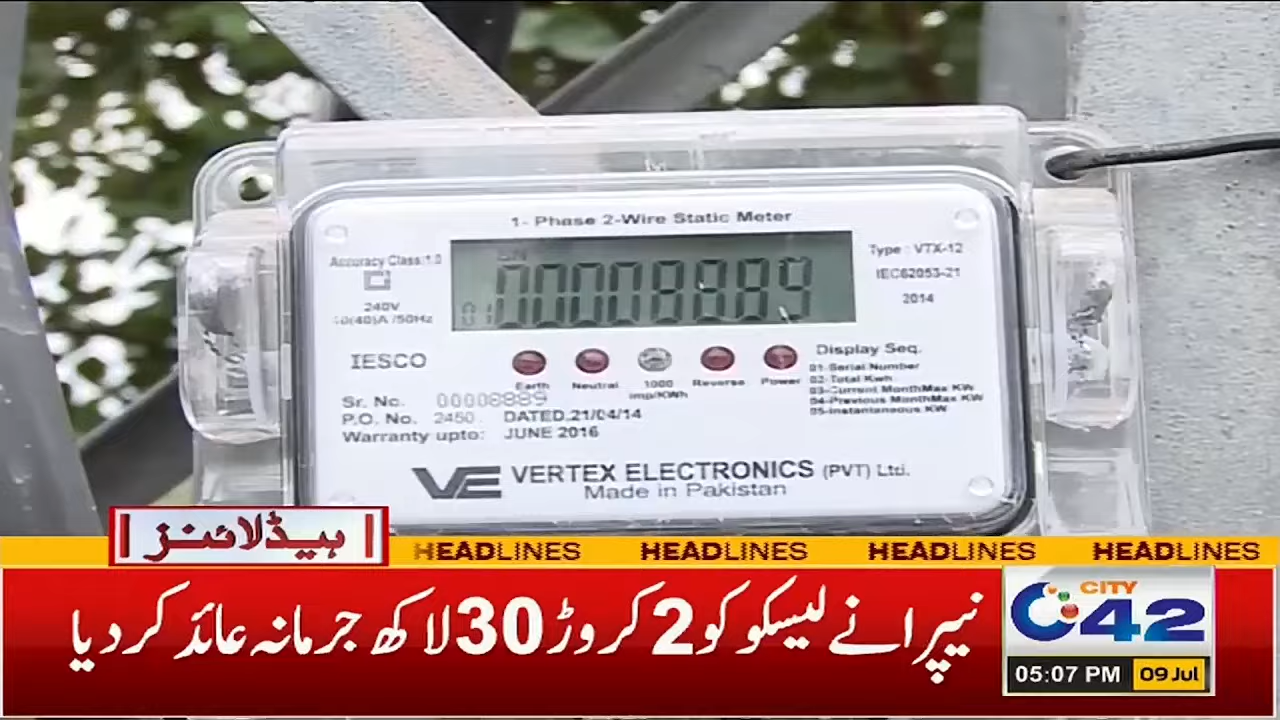 1- Phase 2-Wire Static Meter
Accuracy Class:1.0
240V
10(40)A /50Hz
SN
01 00008889
Type : VTX-12
IEC62053-21
2014
IESCO
Earth Neutral 1000 imp/KWh Reverse Power
Display Seq.
01-Serial Number
02-Total Kwh
03-Current MonthMax KW
04-Previous MonthMax KW
05-Instantaneous KW
Sr. No. 00008889
P.O. No. 2450. DATED.21/04/14
Warranty upto: JUNE 2016
VE VERTEX ELECTRONICS (PVT) Ltd.
Made in Pakistan
ہیڈلائنز
HEADLINES HEADLINES HEADLINES HEADLINES
نیپرا نے لیسکو کو 2 کروڑ 30 لاکھ جرمانہ عائد کر دیا
CITY
42
05:07 PM 09 Jul